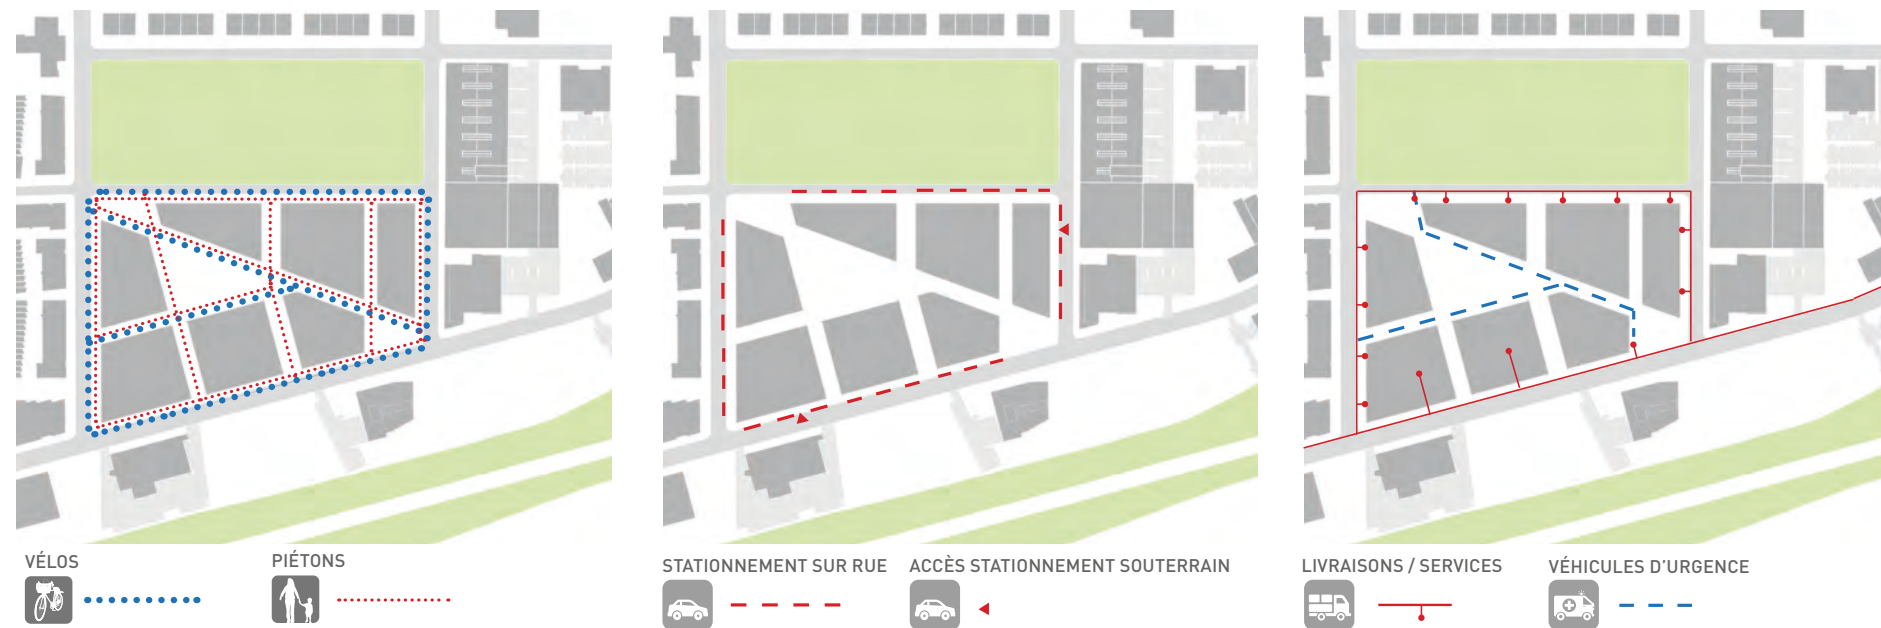 VÉLOS
PIÉTONS
STATIONNEMENT SUR RUE
ACCÈS STATIONNEMENT SOUTERRAIN
LIVRAISONS / SERVICES
VÉHICULES D'URGENCE